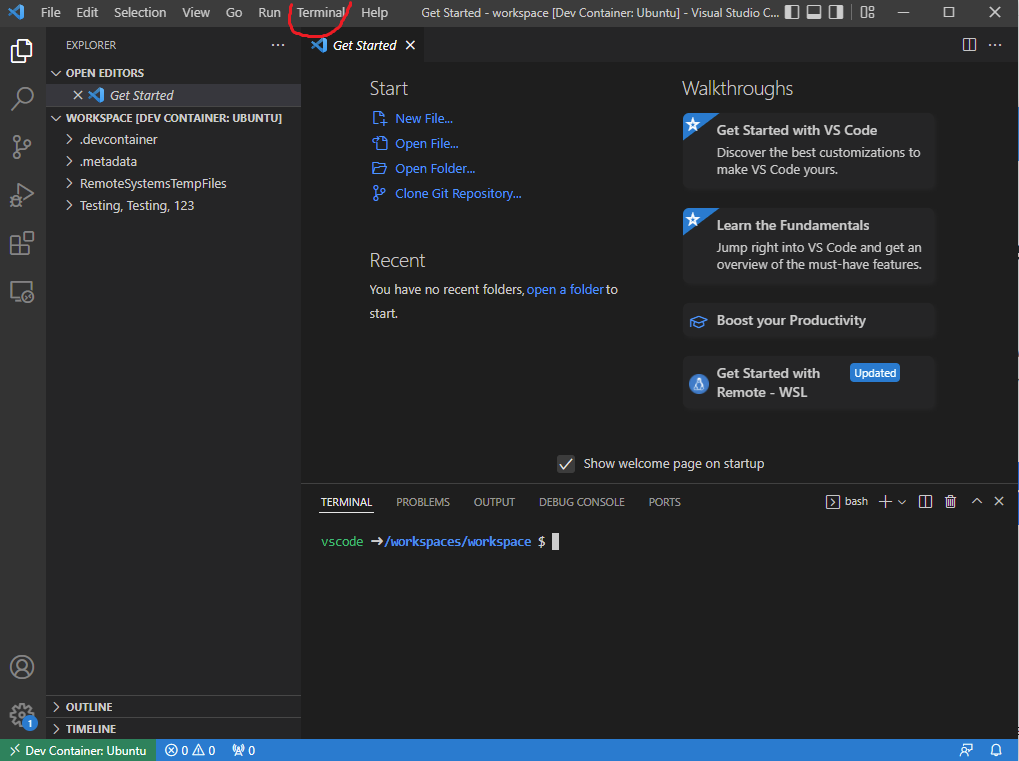 File Edit Selection View Go Run Terminal Help Get Started - workspace [Dev Container: Ubuntu] - Visual Studio C...
EXPLORER
OPEN EDITORS
Get Started
WORKSPACE [DEV CONTAINER: UBUNTU]
.devcontainer
.metadata
RemoteSystemsTempFiles
Testing, Testing, 123
OUTLINE
TIMELINE
Get Started
Start
New File...
Open File...
Open Folder...
Clone Git Repository...
Recent
You have no recent folders, open a folder to
start.
Walkthroughs
Get Started with VS Code
Discover the best customizations to
make VS Code yours.
Learn the Fundamentals
Jump right into VS Code and get an
overview of the must-have features.
Boost your Productivity
Get Started with
Remote - WSL
Updated
Show welcome page on startup
TERMINAL PROBLEMS OUTPUT DEBUG CONSOLE PORTS bash
vscode ➜/workspaces/workspace $
1
Dev Container: Ubuntu 0 0 0